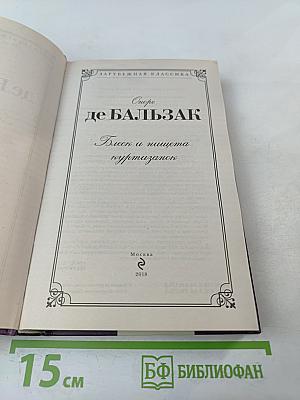 ЗАРУБЕЖНАЯ КЛАССИКА
Оноре
де БАЛЬЗАК
Блеск и нищета
куртизанок
Москва
2018
15 см
БФ БИБЛИОФАН